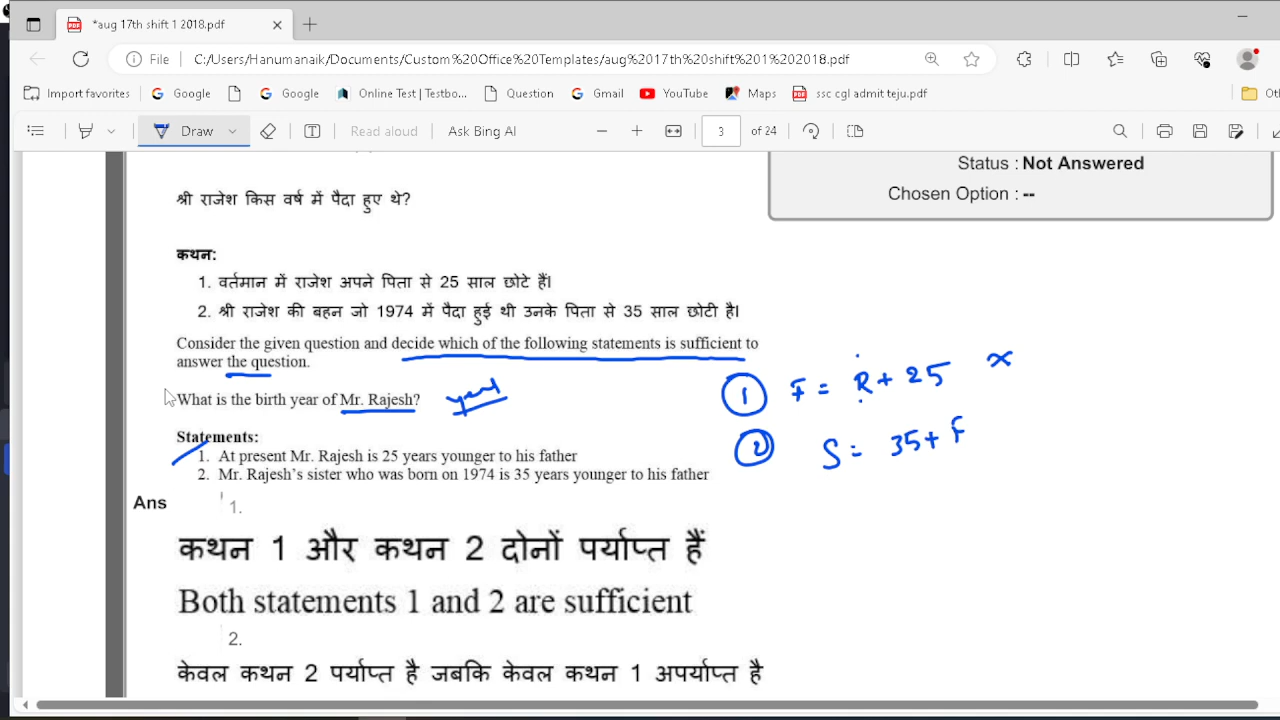 *aug 17th shift 1 2018.pdf
File C:/Users/Hanumanaik/Documents/Custom%20Office%20Templates/aug%2017th%20shift%201%202018.pdf
Import favorites Google Google Online Test | Testbo... Question Gmail YouTube Maps ssc cgl admit teju.pdf Otl
Draw Read aloud Ask Bing AI 3 of 24
Status : Not Answered
Chosen Option : --
श्री राजेश किस वर्ष में पैदा हुए थे?
कथन:
1. वर्तमान में राजेश अपने पिता से 25 साल छोटे हैं।
2. श्री राजेश की बहन जो 1974 में पैदा हुई थी उनके पिता से 35 साल छोटी है।
Consider the given question and decide which of the following statements is sufficient to
answer the question.
What is the birth year of Mr. Rajesh? year
Statements:
1. At present Mr. Rajesh is 25 years younger to his father
2. Mr. Rajesh's sister who was born on 1974 is 35 years younger to his father
① F = R + 25 x
② S = 35 + F
Ans 1.
कथन 1 और कथन 2 दोनों पर्याप्त हैं
Both statements 1 and 2 are sufficient
2.
केवल कथन 2 पर्याप्त है जबकि केवल कथन 1 अपर्याप्त है